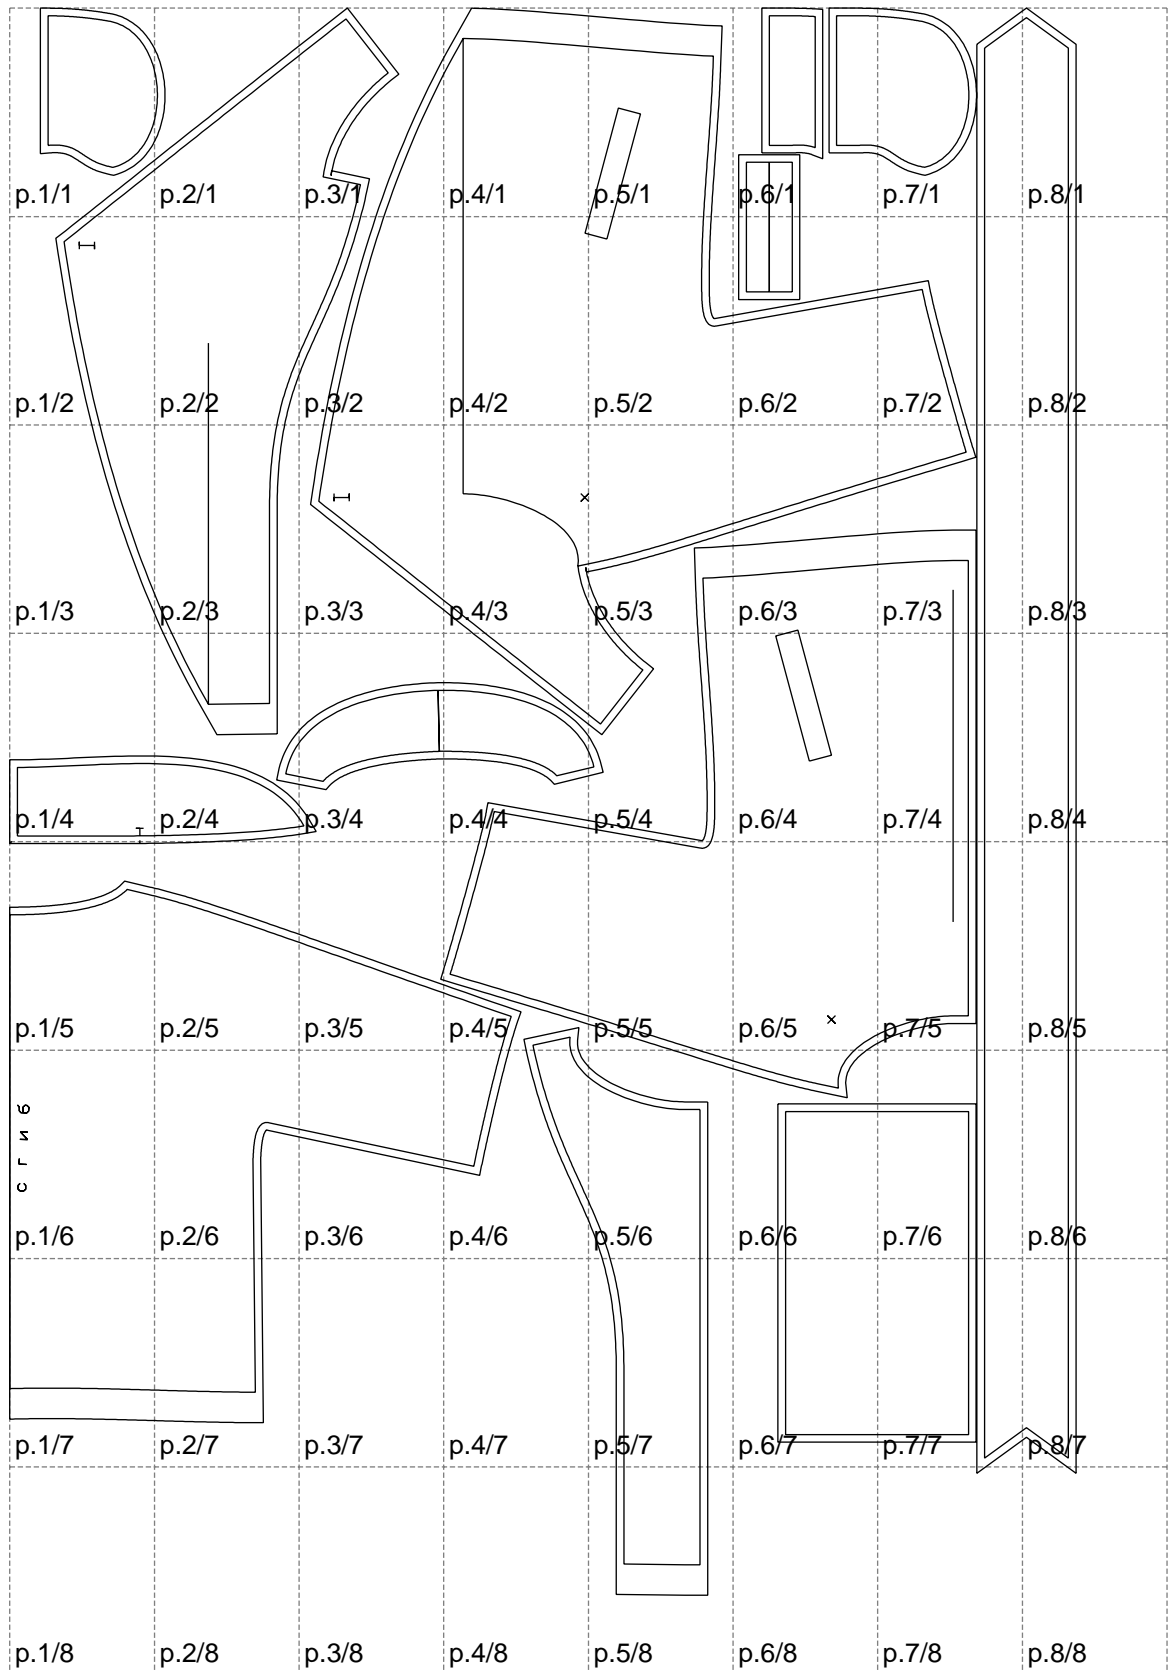 p.1/1 p.2/1 p.3/1 p.4/1 p.5/1 p.6/1 p.7/1 p.8/1
p.1/2 p.2/2 p.3/2 p.4/2 p.5/2 p.6/2 p.7/2 p.8/2
p.1/3 p.2/3 p.3/3 p.4/3 p.5/3 p.6/3 p.7/3 p.8/3
p.1/4 p.2/4 p.3/4 p.4/4 p.5/4 p.6/4 p.7/4 p.8/4
p.1/5 p.2/5 p.3/5 p.4/5 p.5/5 p.6/5 p.7/5 p.8/5
сгиб
p.1/6 p.2/6 p.3/6 p.4/6 p.5/6 p.6/6 p.7/6 p.8/6
p.1/7 p.2/7 p.3/7 p.4/7 p.5/7 p.6/7 p.7/7 p.8/7
p.1/8 p.2/8 p.3/8 p.4/8 p.5/8 p.6/8 p.7/8 p.8/8